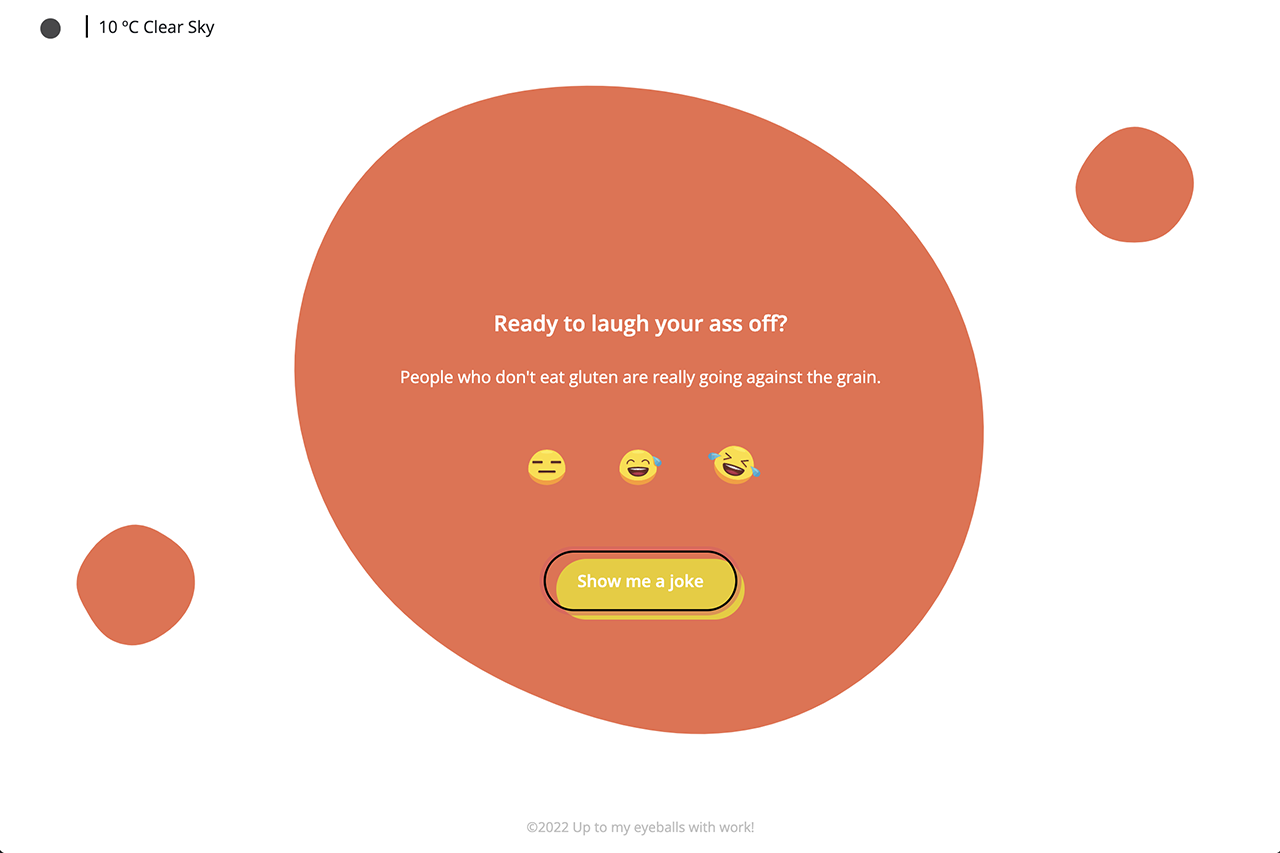 10 ºC Clear Sky
Ready to laugh your ass off?
People who don't eat gluten are really going against the grain.
Show me a joke
©2022 Up to my eyeballs with work!